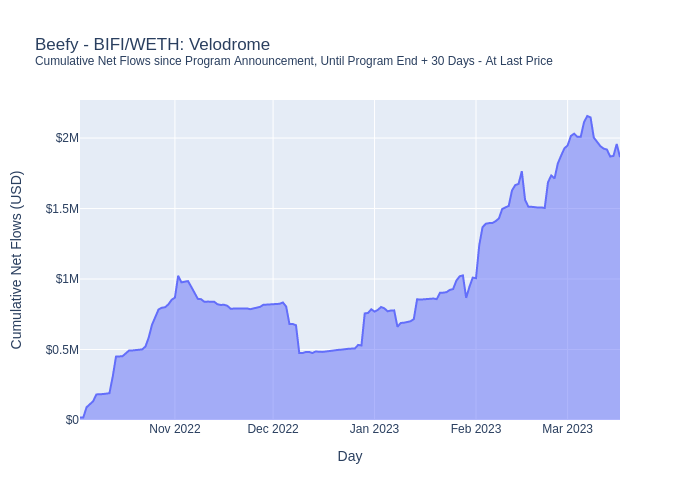 Beefy - BIFI/WETH: Velodrome
Cumulative Net Flows since Program Announcement, Until Program End + 30 Days - At Last Price
Cumulative Net Flows (USD)
$2M
$1.5M
$1M
$0.5M
$0
Nov 2022
Dec 2022
Jan 2023
Feb 2023
Mar 2023
Day